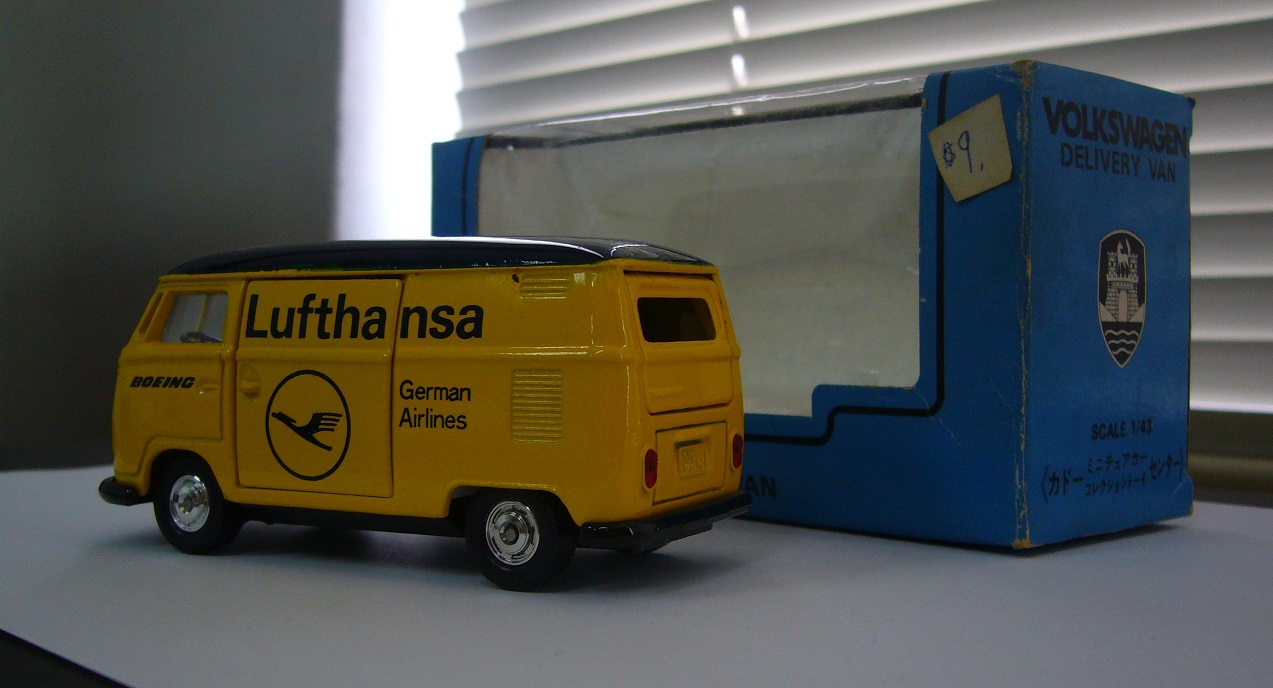 Lufthansa
BOEING
German
Airlines
$9.
VOLKSWAGEN
DELIVERY VAN
SCALE 1/43
《カドー ミニチュアカー センター》
コレクショントーイ
AN